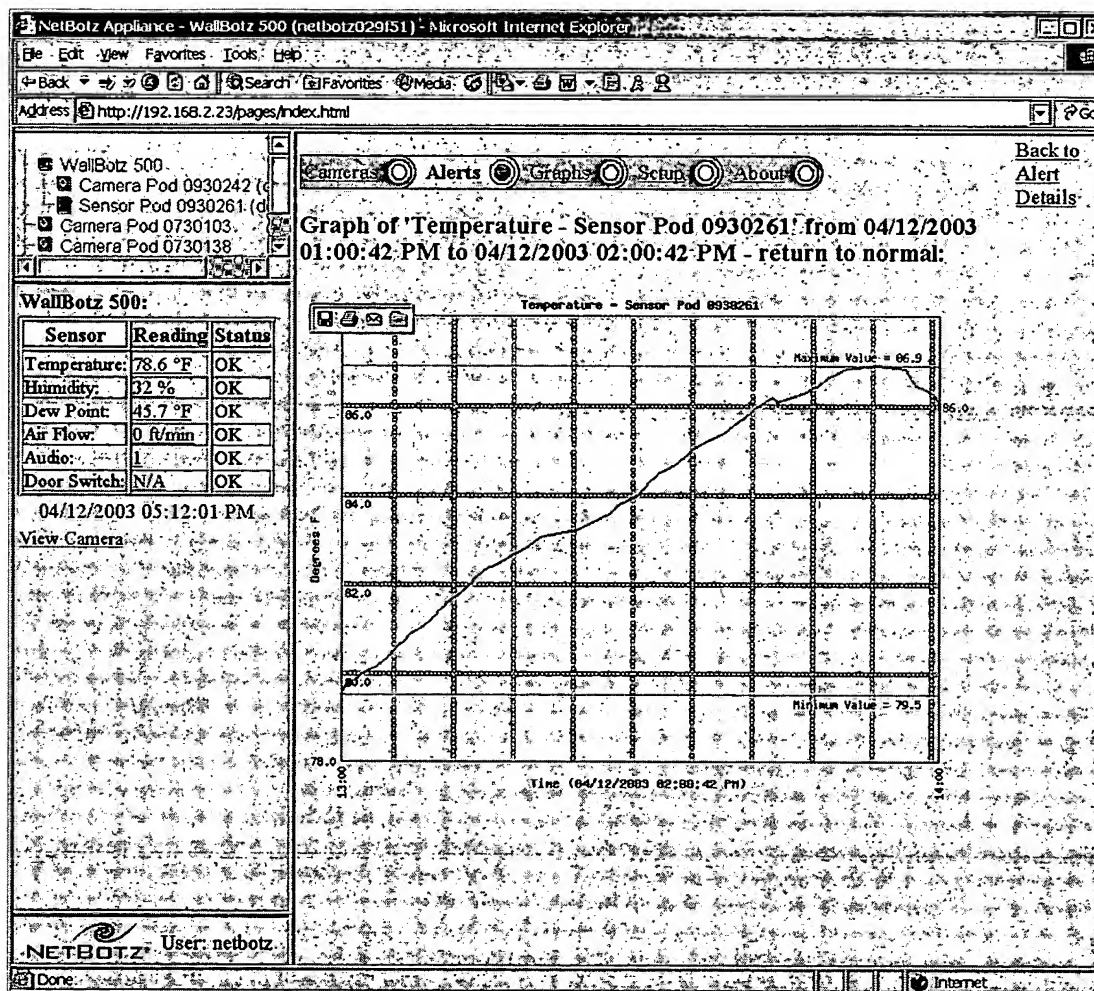 NetBotz Appliance - WallBotz 500 (netbotz029f51) - Microsoft Internet Explorer
File Edit View Favorites Tools Help
Back Search Favorites Media
Address http://192.168.2.23/pages/index.html Go
WallBotz 500
Camera Pod 0930242 (d
Sensor Pod 0930261 (d
Camera Pod 0730103
Camera Pod 0730138
WallBotz 500:
Sensor Reading Status
Temperature: 78.6 °F OK
Humidity: 32 % OK
Dew Point: 45.7 °F OK
Air Flow: 0 ft/min OK
Audio: 1 OK
Door Switch: N/A OK
04/12/2003 05:12:01 PM
View Camera
NETBOTZ User: netbotz
Cameras Alerts Graphs Setup About
Back to
Alert
Details
Graph of 'Temperature - Sensor Pod 0930261' from 04/12/2003
01:00:42 PM to 04/12/2003 02:00:42 PM - return to normal:
Temperature - Sensor Pod 0930261
Maximum Value = 86.9
86.0 86.0
84.0
Degrees F
82.0
80.0
Minimum Value = 79.5
78.0
13:00 14:00
Time (04/12/2003 02:00:42 PM)
Done Internet